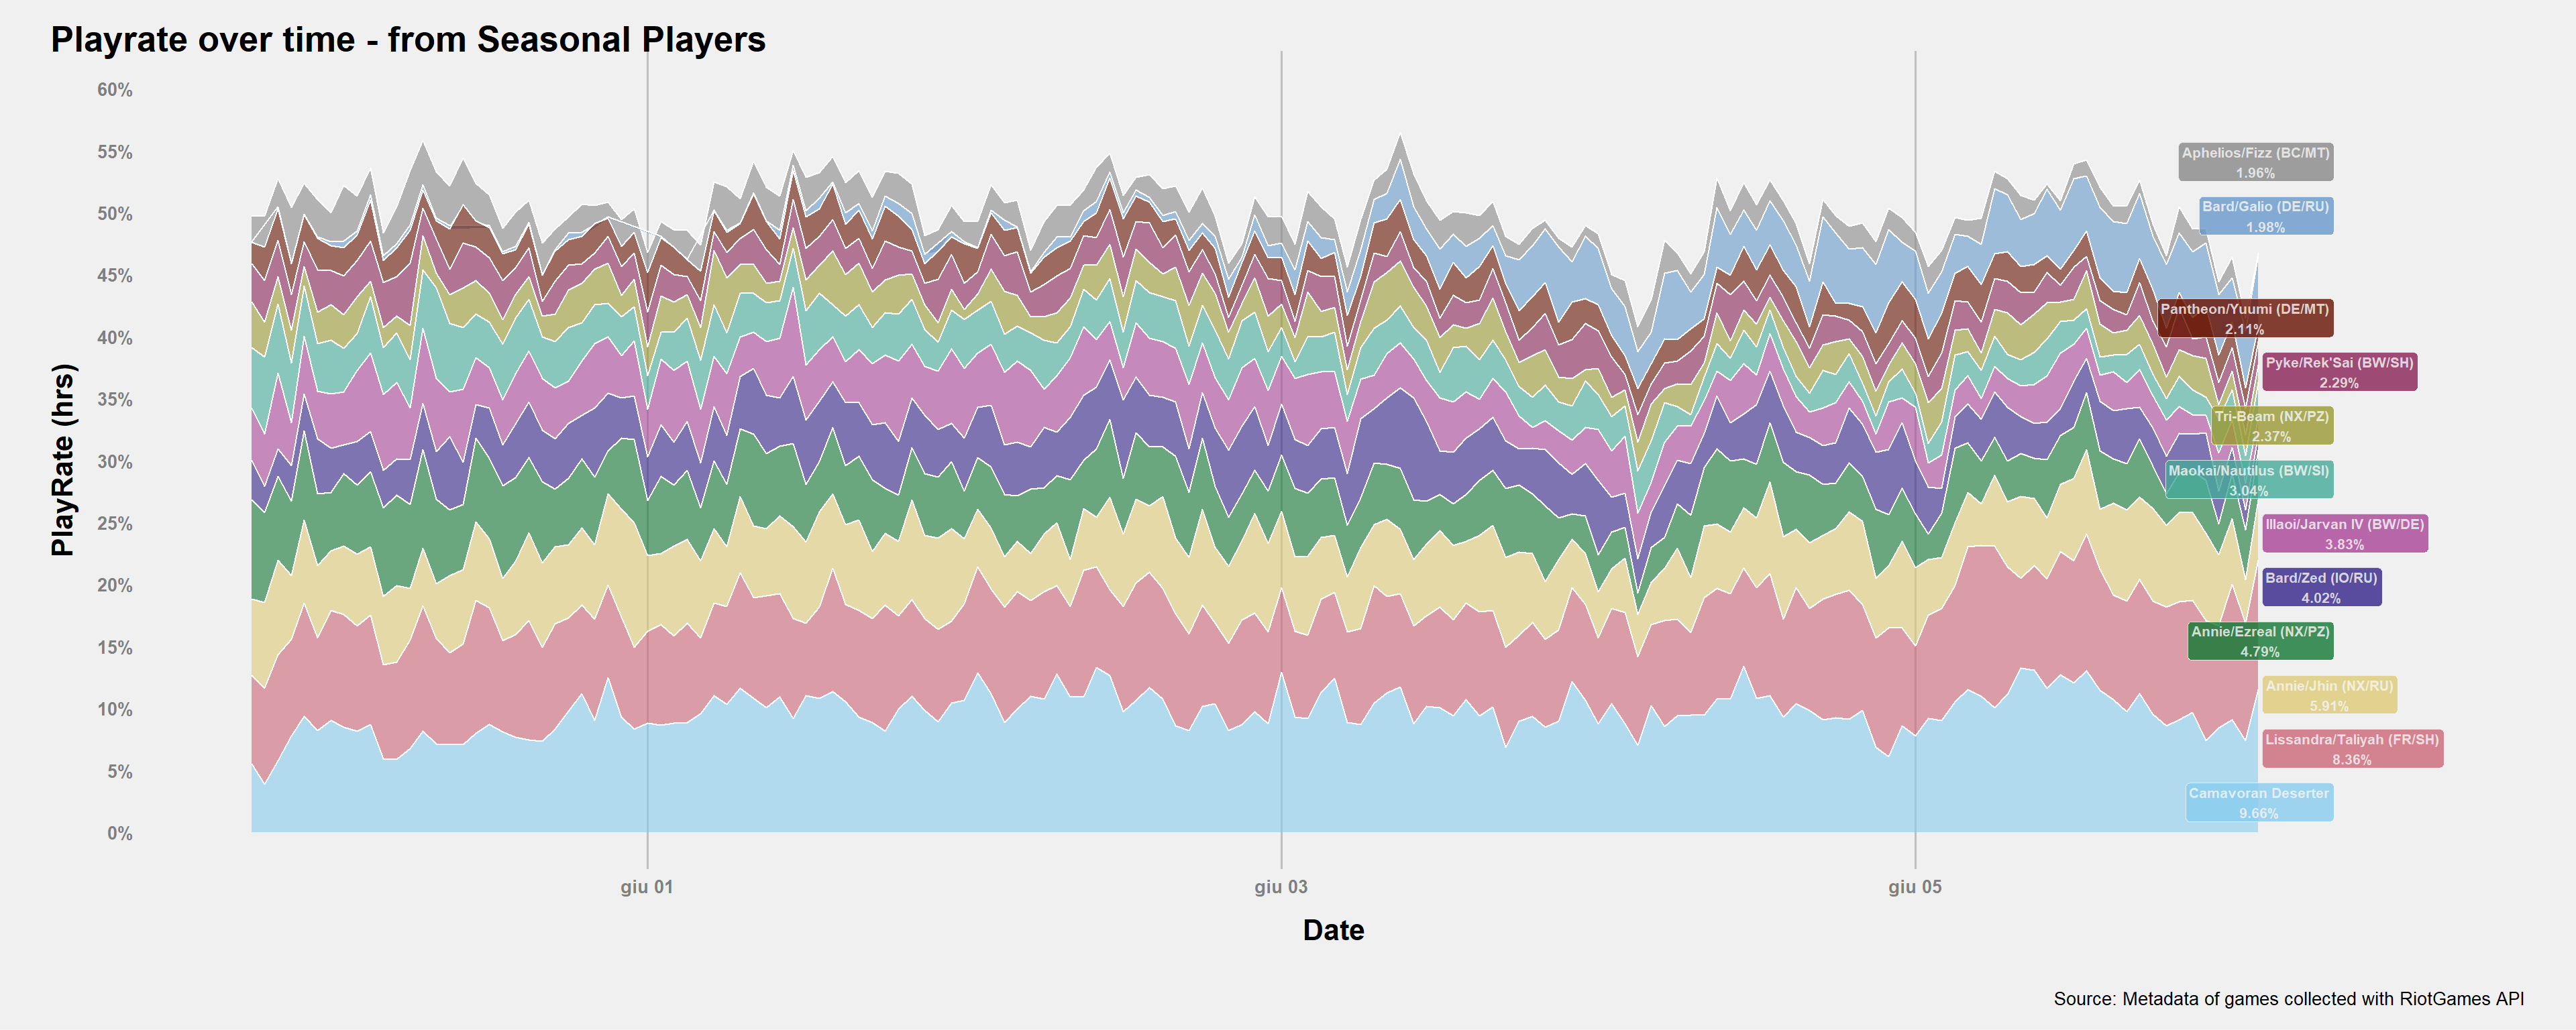 Playrate over time - from Seasonal Players
PlayRate (hrs)
60%
55%
50%
45%
40%
35%
30%
25%
20%
15%
10%
5%
0%
Aphelios/Fizz (BC/MT)
1.96%
Bard/Galio (DE/RU)
1.98%
Pantheon/Yuumi (DE/MT)
2.11%
Pyke/Rek'Sai (BW/SH)
2.29%
Tri-Beam (NX/PZ)
2.37%
Maokai/Nautilus (BW/SI)
3.04%
Illaoi/Jarvan IV (BW/DE)
3.83%
Bard/Zed (IO/RU)
4.02%
Annie/Ezreal (NX/PZ)
4.79%
Annie/Jhin (NX/RU)
5.91%
Lissandra/Taliyah (FR/SH)
8.36%
Camavoran Deserter
9.66%
giu 01
giu 03
giu 05
Date
Source: Metadata of games collected with RiotGames API